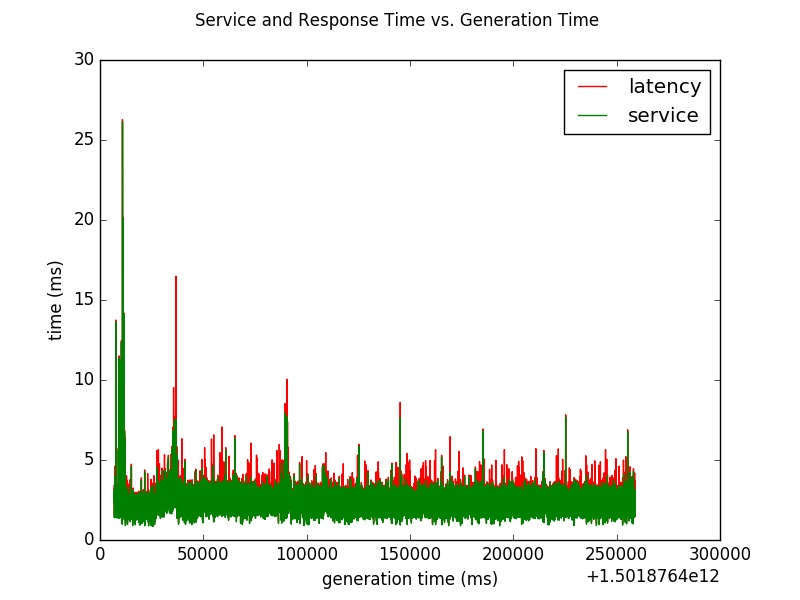 Service and Response Time vs. Generation Time
30
25
20
15
10
5
0
time (ms)
latency
service
0 50000 100000 150000 200000 250000 300000
generation time (ms)
+1.5018764e12